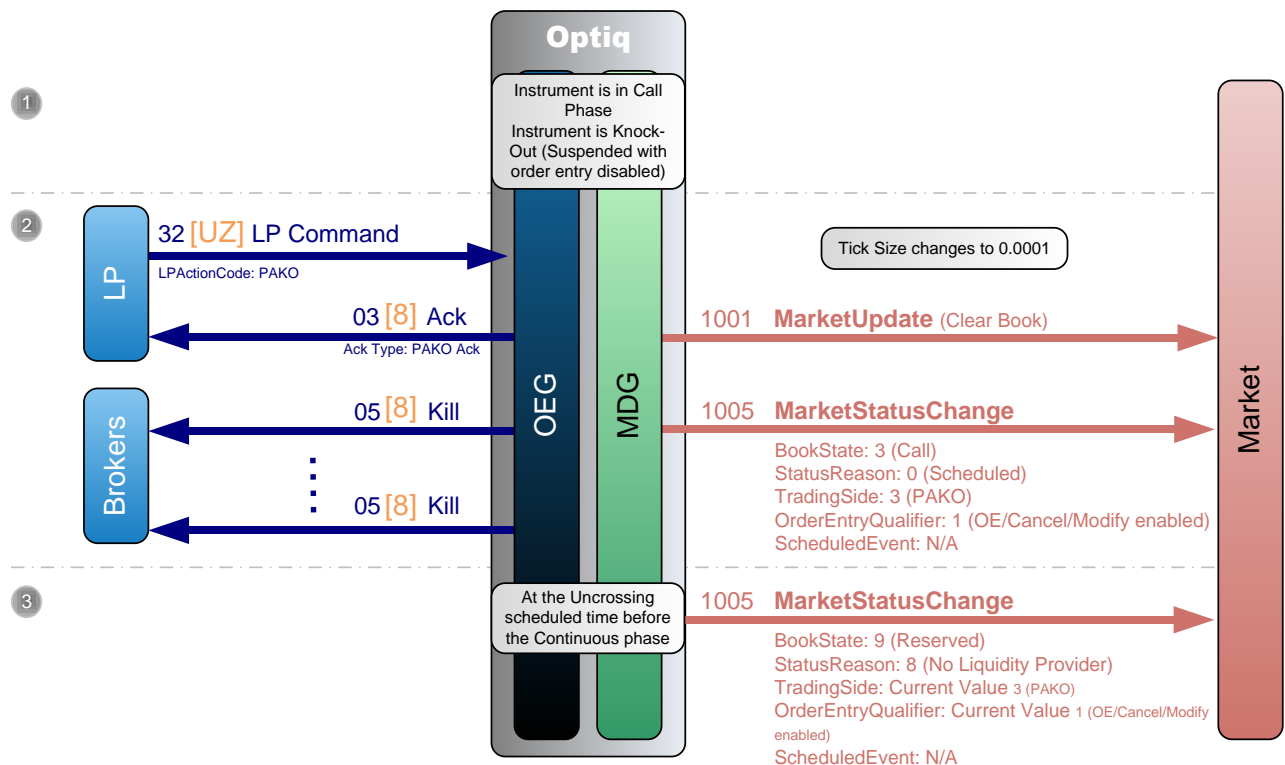 Optiq
1
Instrument is in Call
Phase
Instrument is Knock-
Out (Suspended with
order entry disabled)
2
LP
32 [UZ] LP Command
LPActionCode: PAKO
Tick Size changes to 0.0001
03 [8] Ack
Ack Type: PAKO Ack
1001 MarketUpdate (Clear Book)
OEG
MDG
Market
Brokers
05 [8] Kill
05 [8] Kill
1005 MarketStatusChange
BookState: 3 (Call)
StatusReason: 0 (Scheduled)
TradingSide: 3 (PAKO)
OrderEntryQualifier: 1 (OE/Cancel/Modify enabled)
ScheduledEvent: N/A
3
At the Uncrossing
scheduled time before
the Continuous phase
1005 MarketStatusChange
BookState: 9 (Reserved)
StatusReason: 8 (No Liquidity Provider)
TradingSide: Current Value 3 (PAKO)
OrderEntryQualifier: Current Value 1 (OE/Cancel/Modify
enabled)
ScheduledEvent: N/A